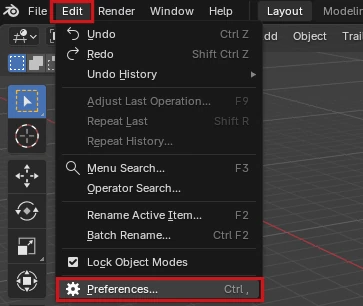 File Edit Render Window Help Layout Modelin
Undo Ctrl Z
dd Object Trail
Redo Shift Ctrl Z
Undo History
Adjust Last Operation... F9
Repeat Last Shift R
Repeat History...
Menu Search... F3
Operator Search...
Rename Active Item... F2
Batch Rename... Ctrl F2
Lock Object Modes
Preferences... Ctrl ,